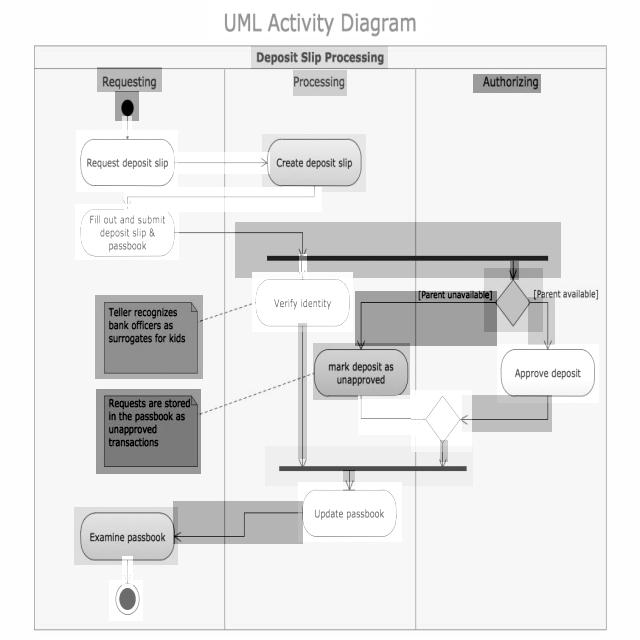 UML Activity Diagram
Deposit Slip Processing
Requesting
Processing
Authorizing
Request deposit slip
Create deposit slip
Fill out and submit
deposit slip &
passbook
[Parent unavailable]
[Parent available]
Teller recognizes
bank officers as
surrogates for kids
Verify identity
mark deposit as
unapproved
Approve deposit
Requests are stored
in the passbook as
unapproved
transactions
Update passbook
Examine passbook